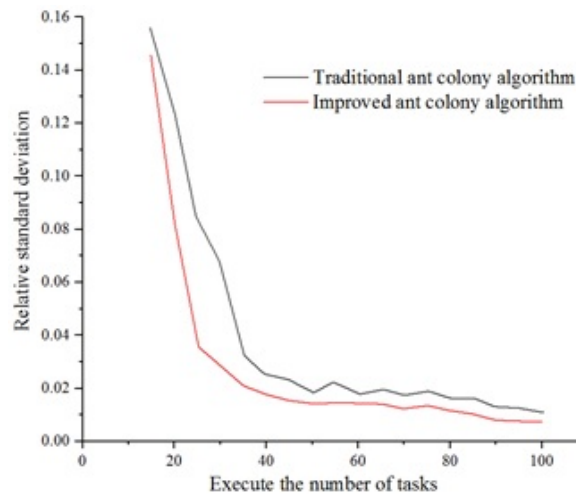 0.16
Traditional ant colony algorithm
0.14
Improved ant colony algorithm
0.12
0.10
0.08
0.06
0.04
0.02
0.00
Relative standard deviation
0 20 40 60 80 100
Execute the number of tasks